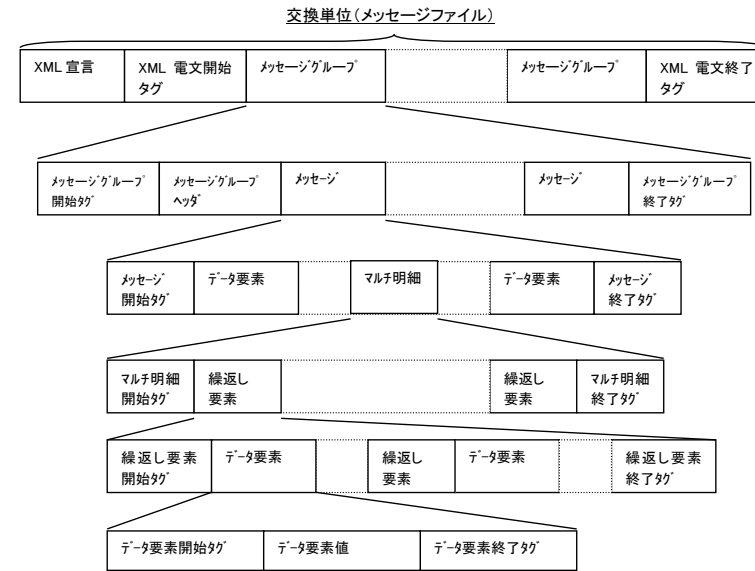 交換単位(メッセージファイル)
XML 宣言
XML 電文開始
タグ
ﾒｯｾｰｼﾞｸﾞﾙｰﾌﾟ
ﾒｯｾｰｼﾞｸﾞﾙｰﾌﾟ
XML 電文終了
タグ
ﾒｯｾｰｼﾞｸﾞﾙｰﾌﾟ
開始ﾀｸﾞ
ﾒｯｾｰｼﾞｸﾞﾙｰﾌﾟ
ﾍｯﾀﾞ
ﾒｯｾｰｼﾞ
ﾒｯｾｰｼﾞ
ﾒｯｾｰｼﾞｸﾞﾙｰﾌﾟ
終了ﾀｸﾞ
ﾒｯｾｰｼﾞ
開始ﾀｸﾞ
ﾃﾞｰﾀ要素
ﾏﾙﾁ明細
ﾃﾞｰﾀ要素
ﾒｯｾｰｼﾞ
終了ﾀｸﾞ
ﾏﾙﾁ明細
開始ﾀｸﾞ
繰返し
要素
繰返し
要素
ﾏﾙﾁ明細
終了ﾀｸﾞ
繰返し要素
開始ﾀｸﾞ
ﾃﾞｰﾀ要素
繰返し
要素
ﾃﾞｰﾀ要素
繰返し要素
終了ﾀｸﾞ
ﾃﾞｰﾀ要素開始ﾀｸﾞ
ﾃﾞｰﾀ要素値
ﾃﾞｰﾀ要素終了ﾀｸﾞ